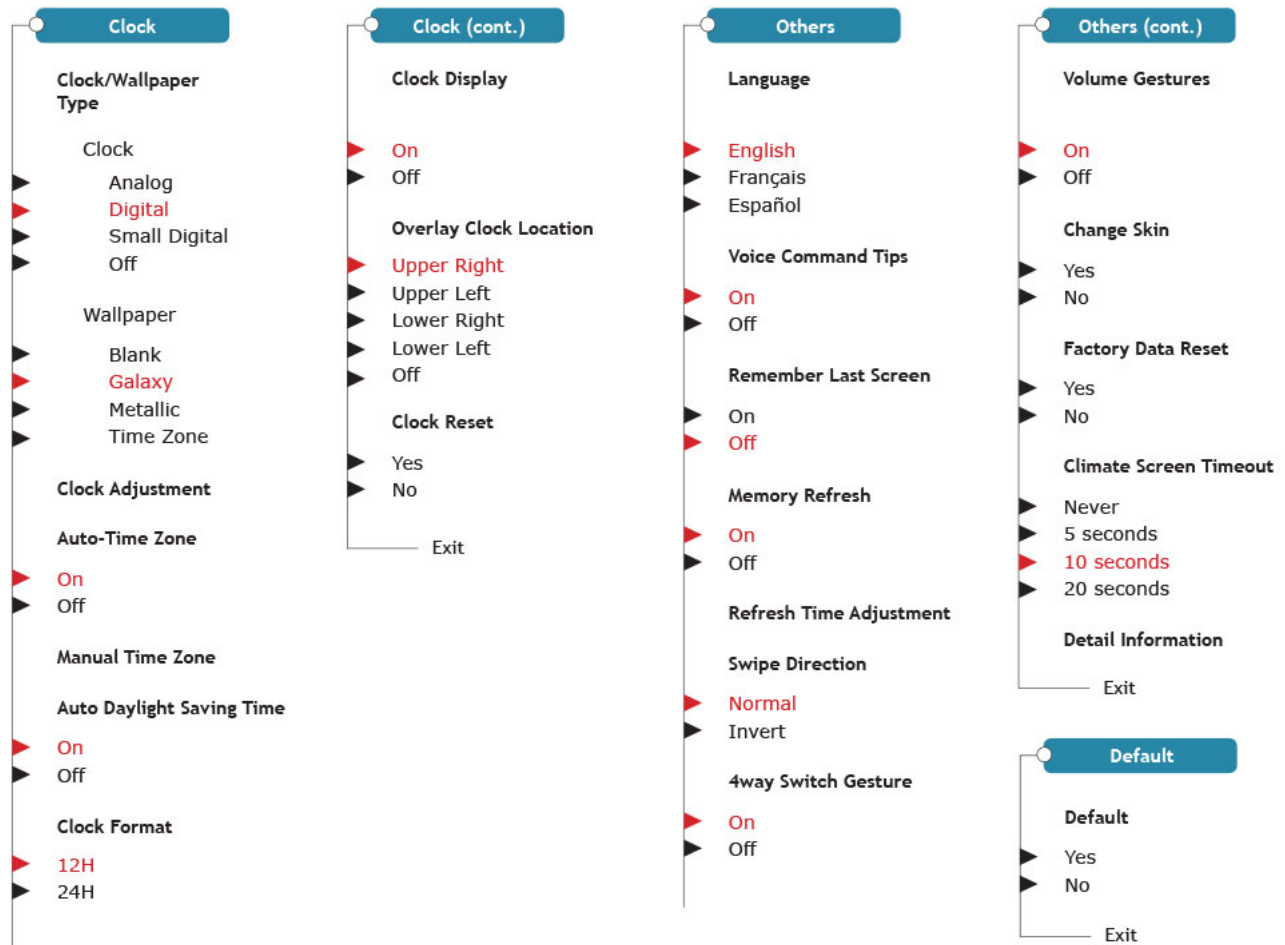 Clock
Clock/Wallpaper
Type
Clock
Analog
Digital
Small Digital
Off
Wallpaper
Blank
Galaxy
Metallic
Time Zone
Clock Adjustment
Auto-Time Zone
On
Off
Manual Time Zone
Auto Daylight Saving Time
On
Off
Clock Format
12H
24H
Clock (cont.)
Clock Display
On
Off
Overlay Clock Location
Upper Right
Upper Left
Lower Right
Lower Left
Off
Clock Reset
Yes
No
Exit
Others
Language
English
Français
Español
Voice Command Tips
On
Off
Remember Last Screen
On
Off
Memory Refresh
On
Off
Refresh Time Adjustment
Swipe Direction
Normal
Invert
4way Switch Gesture
On
Off
Others (cont.)
Volume Gestures
On
Off
Change Skin
Yes
No
Factory Data Reset
Yes
No
Climate Screen Timeout
Never
5 seconds
10 seconds
20 seconds
Detail Information
Exit
Default
Default
Yes
No
Exit